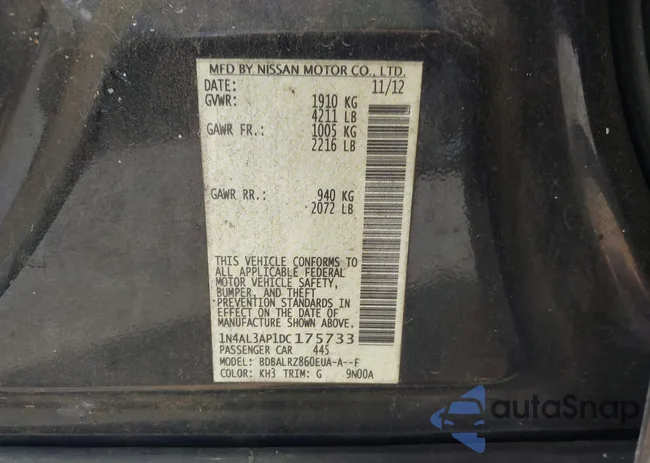 MFD BY NISSAN MOTOR CO., LTD.
DATE: 11/12
GVWR: 1910 KG
4211 LB
GAWR FR.: 1005 KG
2216 LB
GAWR RR.: 940 KG
2072 LB
THIS VEHICLE CONFORMS TO
ALL APPLICABLE FEDERAL
MOTOR VEHICLE SAFETY,
BUMPER, AND THEFT
PREVENTION STANDARDS IN
EFFECT ON THE DATE OF
MANUFACTURE SHOWN ABOVE.
1N4AL3AP1DC175733
PASSENGER CAR 445
MODEL: BDBALRZ860EUA-A--F
COLOR: KH3 TRIM: G 9N00A
autoSnap